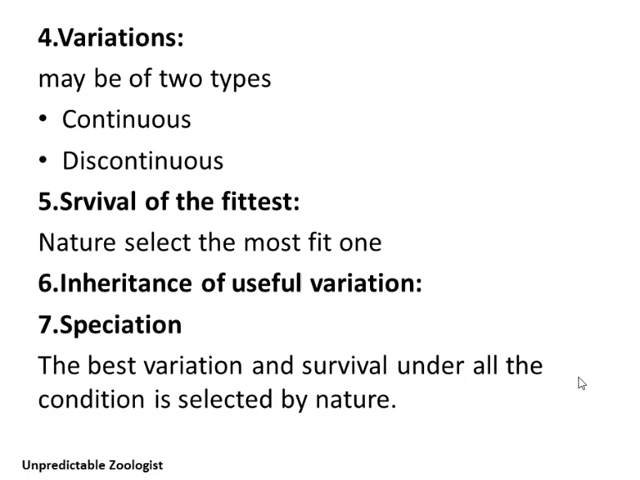 4.Variations:
may be of two types
• Continuous
• Discontinuous
5.Srvival of the fittest:
Nature select the most fit one
6.Inheritance of useful variation:
7.Speciation
The best variation and survival under all the
condition is selected by nature.
Unpredictable Zoologist